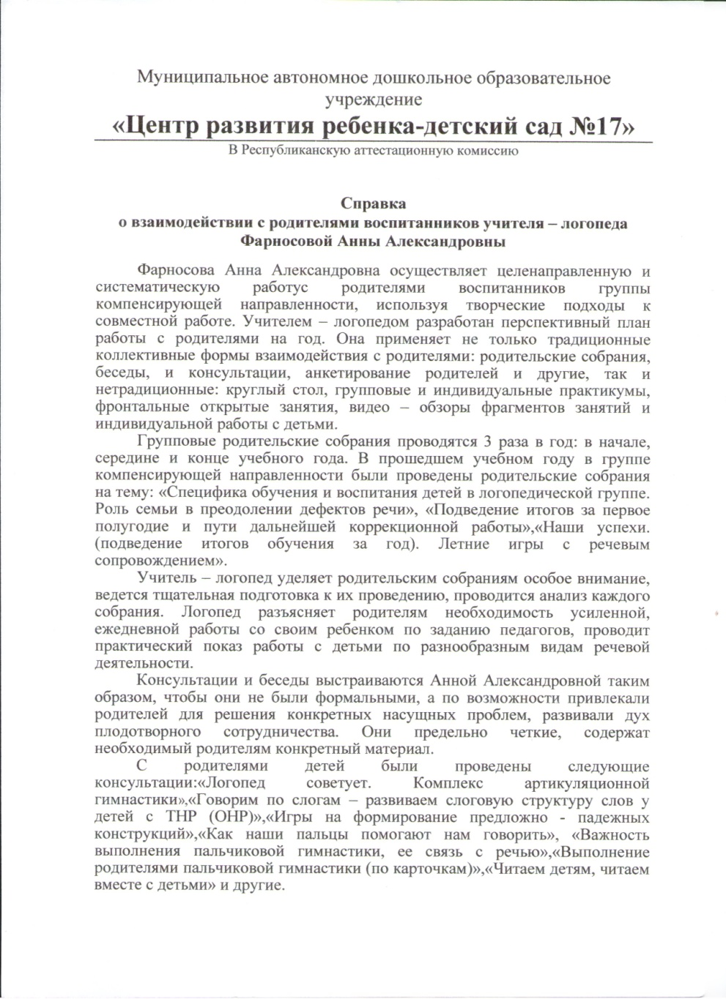 Муниципальное автономное дошкольное образовательное
учреждение
«Центр развития ребенка-детский сад №17»
В Республиканскую аттестационную комиссию
Справка
о взаимодействии с родителями воспитанников учителя – логопеда
Фарносовой Анны Александровны
Фарносова Анна Александровна осуществляет целенаправленную и
систематическую работус родителями воспитанников группы
компенсирующей направленности, используя творческие подходы к
совместной работе. Учителем – логопедом разработан перспективный план
работы с родителями на год. Она применяет не только традиционные
коллективные формы взаимодействия с родителями: родительские собрания,
беседы, и консультации, анкетирование родителей и другие, так и
нетрадиционные: круглый стол, групповые и индивидуальные практикумы,
фронтальные открытые занятия, видео – обзоры фрагментов занятий и
индивидуальной работы с детьми.
Групповые родительские собрания проводятся 3 раза в год: в начале,
середине и конце учебного года. В прошедшем учебном году в группе
компенсирующей направленности были проведены родительские собрания
на тему: «Специфика обучения и воспитания детей в логопедической группе.
Роль семьи в преодолении дефектов речи», «Подведение итогов за первое
полугодие и пути дальнейшей коррекционной работы»,«Наши успехи.
(подведение итогов обучения за год). Летние игры с речевым
сопровождением».
Учитель – логопед уделяет родительским собраниям особое внимание,
ведется тщательная подготовка к их проведению, проводится анализ каждого
собрания. Логопед разъясняет родителям необходимость усиленной,
ежедневной работы со своим ребенком по заданию педагогов, проводит
практический показ работы с детьми по разнообразным видам речевой
деятельности.
Консультации и беседы выстраиваются Анной Александровной таким
образом, чтобы они не были формальными, а по возможности привлекали
родителей для решения конкретных насущных проблем, развивали дух
плодотворного сотрудничества. Они предельно четкие, содержат
необходимый родителям конкретный материал.
С родителями детей были проведены следующие
консультации:«Логопед советует. Комплекс артикуляционной
гимнастики»,«Говорим по слогам – развиваем слоговую структуру слов у
детей с ТНР (ОНР)»,«Игры на формирование предложно - падежных
конструкций»,«Как наши пальцы помогают нам говорить», «Важность
выполнения пальчиковой гимнастики, ее связь с речью»,«Выполнение
родителями пальчиковой гимнастики (по карточкам)»,«Читаем детям, читаем
вместе с детьми» и другие.